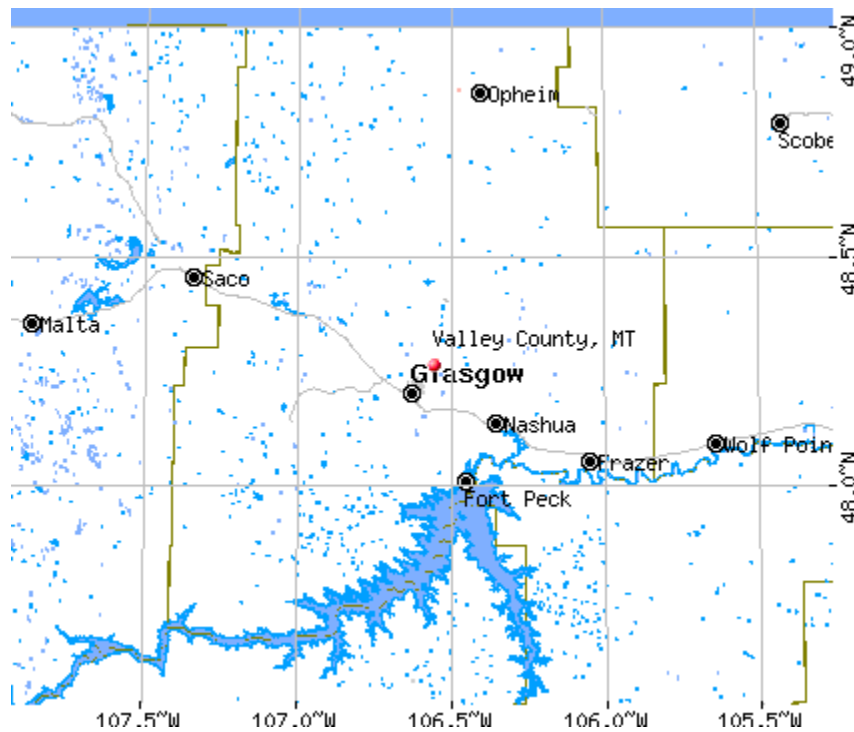 49.0~N
Opheim
Scobe
48.5~N
Saco
Malta
Valley County, MT
Glasgow
Nashua
Wolf Poin
Frazer
48.0~N
Fort Peck
107.5~W
107.0~W
106.5~W
106.0~W
105.5~W